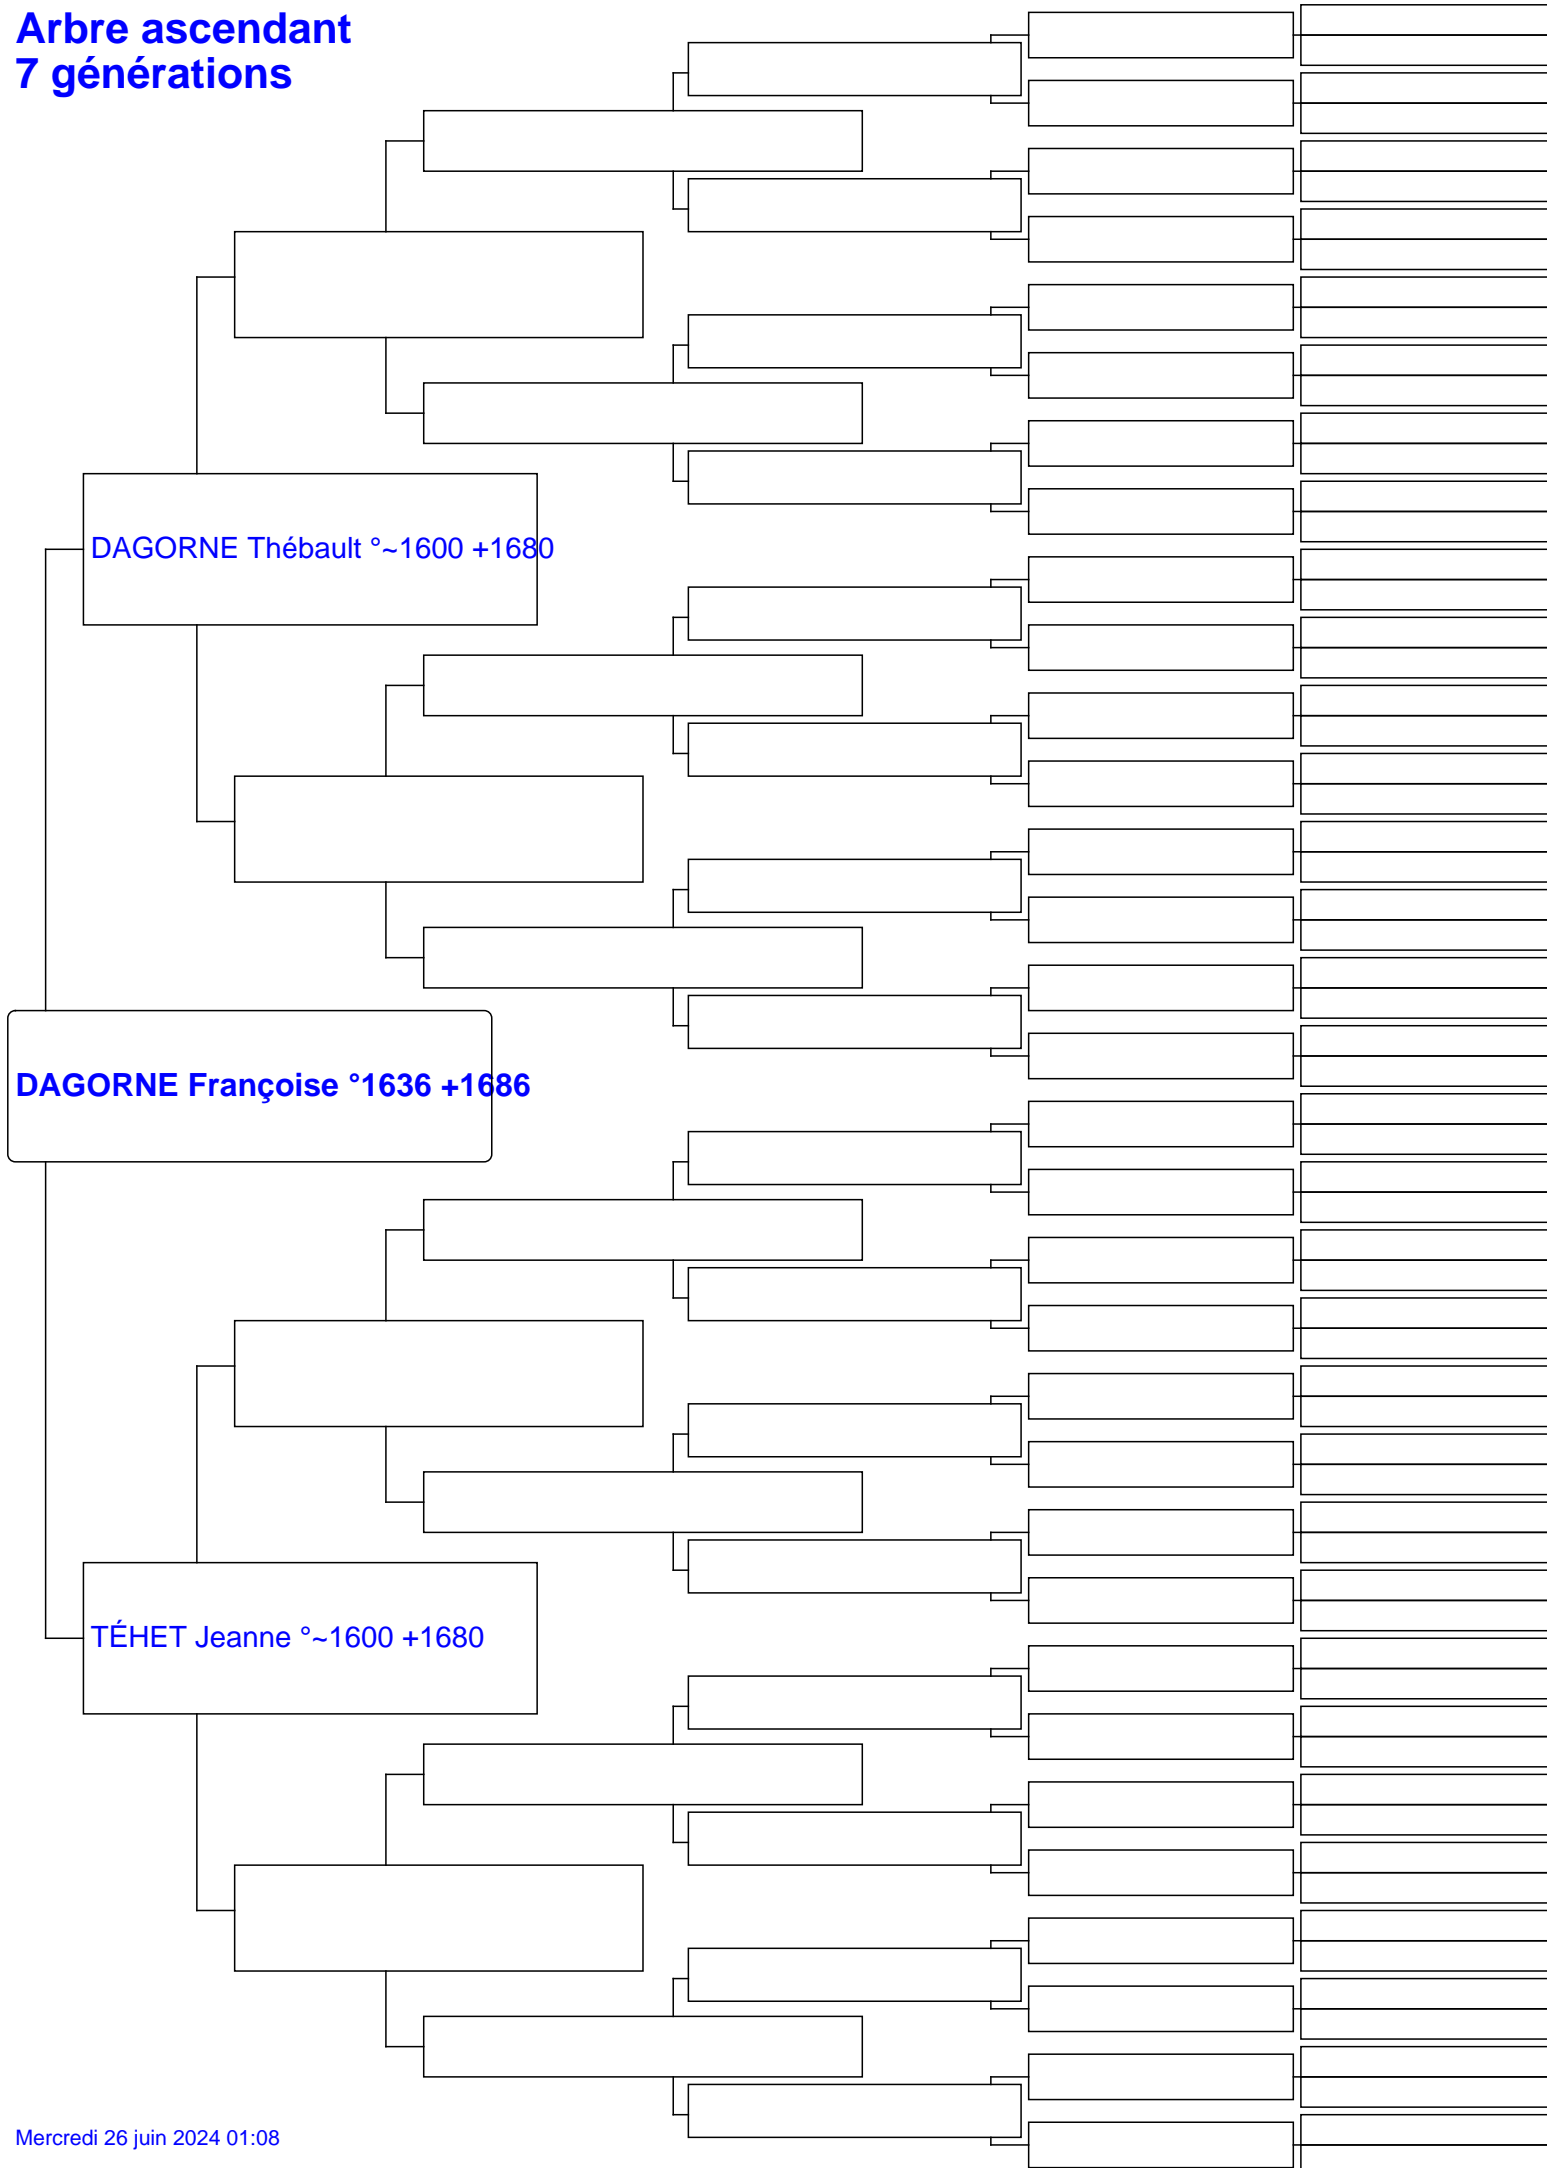 Arbre ascendant
7 générations
DAGORNE Thébault °~1600 +1680
DAGORNE Françoise °1636 +1686
TÉHET Jeanne °~1600 +1680
Mercredi 26 juin 2024 01:08